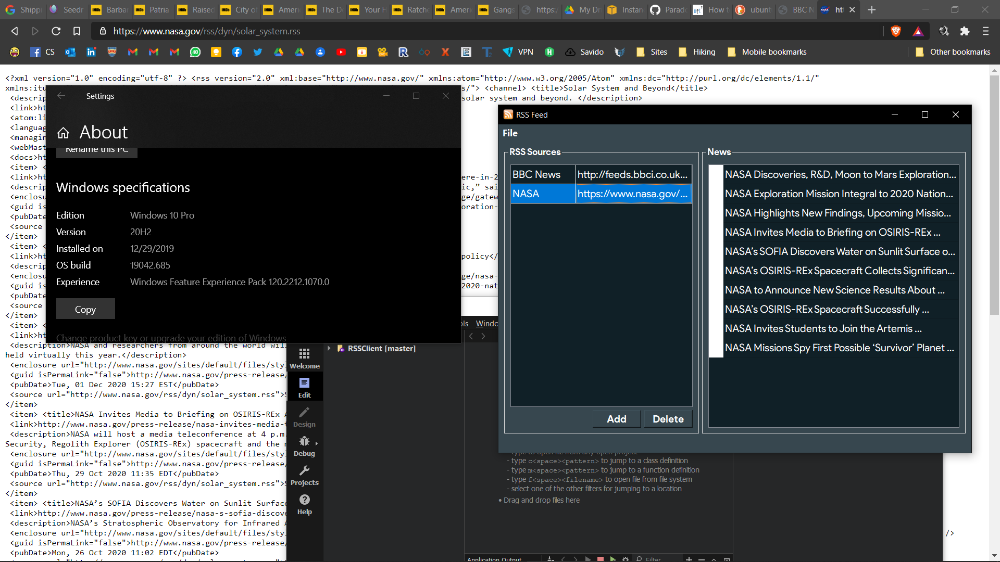 Shippi
Seedr
Barbar
Patria
Raised
City of
Ameri
The D
Your H
Ratche
Ameri
Gangs
https:/
My Dr
Instan
Parado
How t
ubunt
BBC N
htt
https://www.nasa.gov/rss/dyn/solar_system.rss
CS
VPN
Savido
Sites
Hiking
Mobile bookmarks
Other bookmarks
<?xml version="1.0" encoding="utf-8" ?> <rss version="2.0" xml:base="http://www.nasa.gov/" xmlns:atom="http://www.w3.org/2005/Atom" xmlns:dc="http://purl.org/dc/elements/1.1/"
s/"> <channel> <title>Solar System and Beyond</title>
<descrip
solar system and beyond. </description>
<link>ht
<atom:li
<languag
<managin
<webMast
<docs>ht
<item> <
<link>ht
ere-in-2
<descrip
ic,” sai
<enclosu
ge/gatew
<guid is
oration-
<pubDate
<source
</item>
<item> <
<link>ht
policy</
<descrip
<enclosu
ge/nasa-
<guid is
2020-nat
<pubDate
<source
</item>
<item> <
<link>ht
<description>NASA and researchers from around the world wil
held virtually this year.</description>
<enclosure url="http://www.nasa.gov/sites/default/files/sty
<guid isPermaLink="false">http://www.nasa.gov/press-release/
<pubDate>Tue, 01 Dec 2020 15:27 EST</pubDate>
<source url="http://www.nasa.gov/rss/dyn/solar_system.rss">S
</item>
<item> <title>NASA Invites Media to Briefing on OSIRIS-REx A
<link>http://www.nasa.gov/press-release/nasa-invites-media-t
<description>NASA will host a media teleconference at 4 p.m.
Security, Regolith Explorer (OSIRIS-REx) spacecraft and the m
<enclosure url="http://www.nasa.gov/sites/default/files/styl
<guid isPermaLink="false">http://www.nasa.gov/press-release/
<pubDate>Thu, 29 Oct 2020 11:35 EDT</pubDate>
<source url="http://www.nasa.gov/rss/dyn/solar_system.rss">S
</item>
<item> <title>NASA’s SOFIA Discovers Water on Sunlit Surface
<link>http://www.nasa.gov/press-release/nasa-s-sofia-discove
<description>NASA’s Stratospheric Observatory for Infrared A
<enclosure url="http://www.nasa.gov/sites/default/files/styl
/>
<guid isPermaLink="false">http://www.nasa.gov/press-release/
<pubDate>Mon, 26 Oct 2020 11:02 EDT</pubDate>
Settings
About
Rename this PC
Windows specifications
Edition Windows 10 Pro
Version 20H2
Installed on 12/29/2019
OS build 19042.685
Experience Windows Feature Experience Pack 120.2212.1070.0
Copy
Change product key or upgrade your edition of Windows
RSS Feed
File
RSS Sources
BBC News http://feeds.bbci.co.uk...
NASA https://www.nasa.gov/...
Add
Delete
News
NASA Discoveries, R&D, Moon to Mars Exploration...
NASA Exploration Mission Integral to 2020 Nation...
NASA Highlights New Findings, Upcoming Missio...
NASA Invites Media to Briefing on OSIRIS-REx ...
NASA’s SOFIA Discovers Water on Sunlit Surface o...
NASA’s OSIRIS-REx Spacecraft Collects Significan...
NASA to Announce New Science Results About ...
NASA’s OSIRIS-REx Spacecraft Successfully ...
NASA Invites Students to Join the Artemis ...
NASA Missions Spy First Possible ‘Survivor’ Planet ...
ols
Windo
RSSClient [master]
Welcome
Edit
Design
Debug
Projects
Help
- type c<space><pattern> to jump to a class definition
- type m<space><pattern> to jump to a function definition
- type f<space><filename> to open file from file system
- select one of the other filters for jumping to a location
• Drag and drop files here
Application Output
Filter